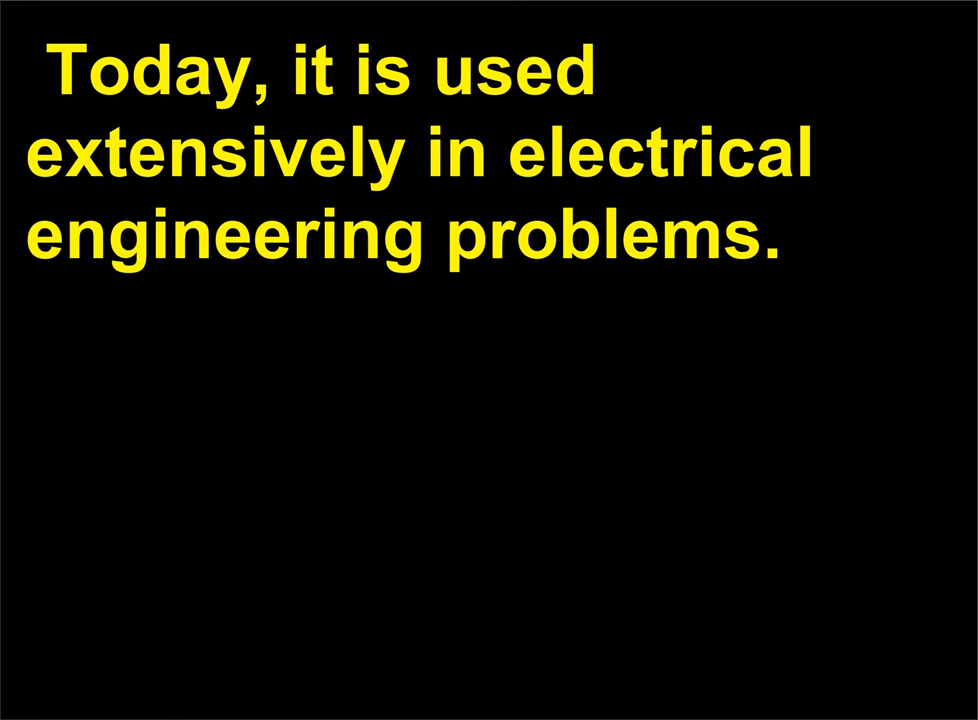 Today, it is used
extensively in electrical
engineering problems.